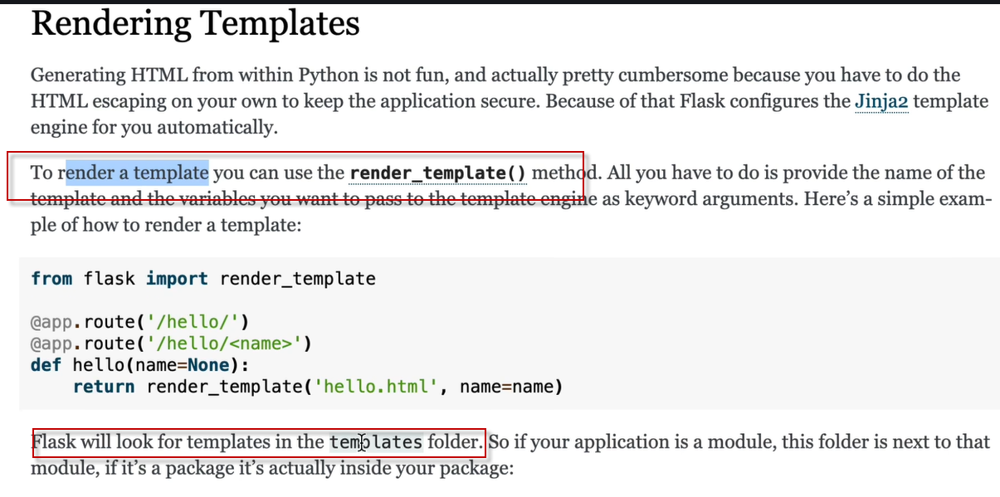 Rendering Templates
Generating HTML from within Python is not fun, and actually pretty cumbersome because you have to do the
HTML escaping on your own to keep the application secure. Because of that Flask configures the Jinja2 template
engine for you automatically.
To render a template you can use the render_template() method. All you have to do is provide the name of the
template and the variables you want to pass to the template engine as keyword arguments. Here’s a simple exam-
ple of how to render a template:
from flask import render_template
@app.route('/hello/')
@app.route('/hello/<name>')
def hello(name=None):
    return render_template('hello.html', name=name)
Flask will look for templates in the templates folder. So if your application is a module, this folder is next to that
module, if it’s a package it’s actually inside your package: